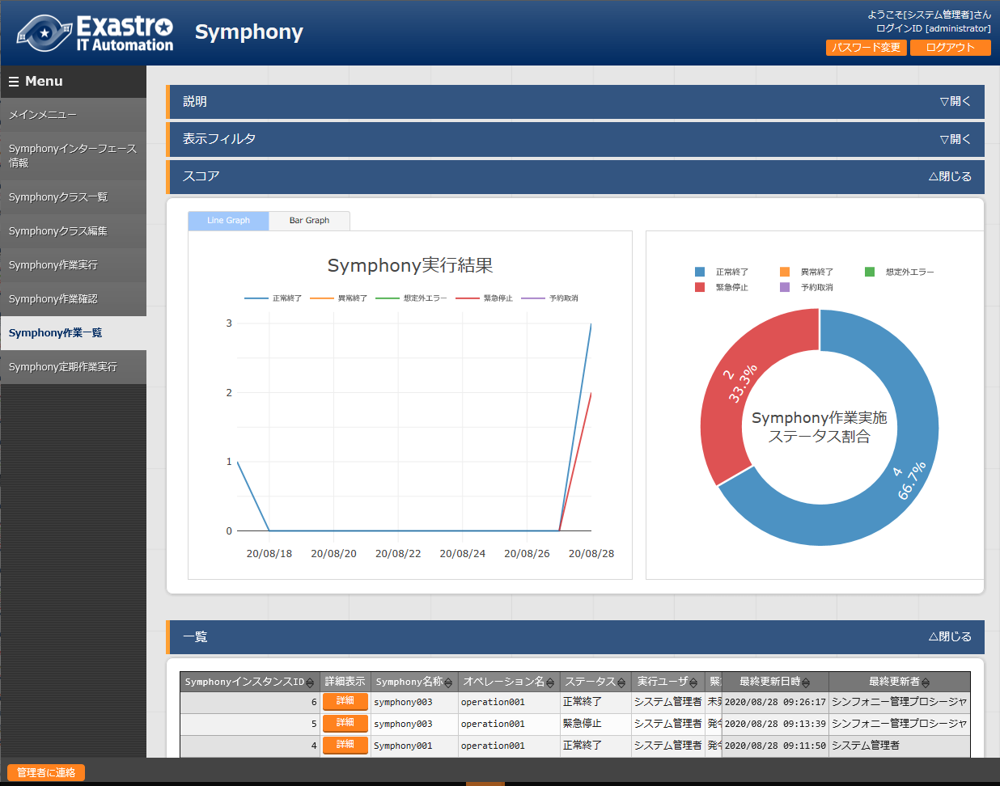 Exastro
IT Automation
Symphony
ようこそ[システム管理者]さん
ログインID [administrator]
パスワード変更
ログアウト
Menu
メインメニュー
Symphonyインターフェース
情報
Symphonyクラス一覧
Symphonyクラス編集
Symphony作業実行
Symphony作業確認
Symphony作業一覧
Symphony定期作業実行
説明
▽開く
表示フィルタ
▽開く
スコア
△閉じる
Line Graph
Bar Graph
Symphony実行結果
正常終了 異常終了 想定外エラー 緊急停止 予約取消
3
2
1
0
20/08/18 20/08/20 20/08/22 20/08/24 20/08/26 20/08/28
正常終了 異常終了 想定外エラー
緊急停止 予約取消
2
33.3%
Symphony作業実施
ステータス割合
4
66.7%
一覧
△閉じる
SymphonyインスタンスID 詳細表示 Symphony名称 オペレーション名 ステータス 実行ユーザ 緊 最終更新日時 最終更新者
6 詳細 symphony003 operation001 正常終了 システム管理者 未発 2020/08/28 09:26:17 シンフォニー管理プロシージャ
5 詳細 Symphony003 operation001 緊急停止 システム管理者 発令 2020/08/28 09:13:39 シンフォニー管理プロシージャ
4 詳細 Symphony001 operation001 正常終了 システム管理者 発令 2020/08/28 09:11:50 システム管理者
管理者に連絡